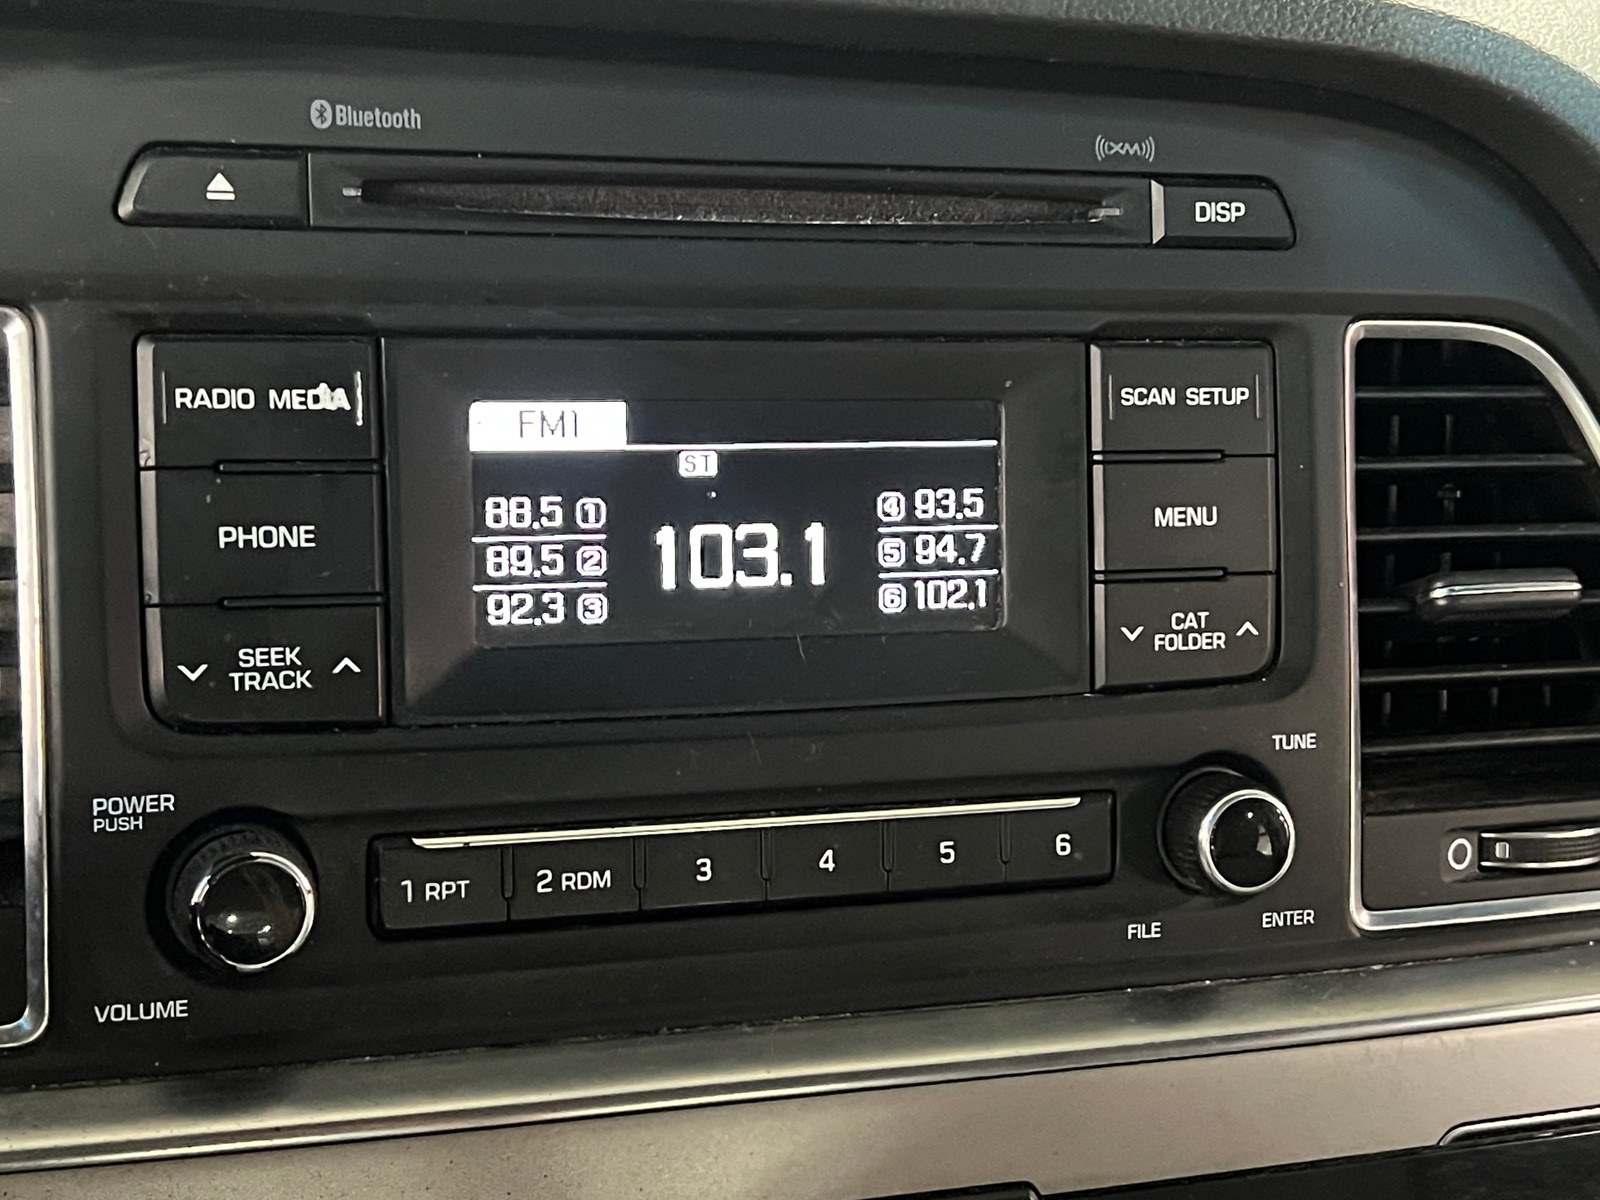 Bluetooth
((XM))
DISP
RADIO MEDIA
SCAN SETUP
FM1
ST
88.5 1
103.1
4 93.5
89.5 2
5 94.7
92.3 3
6 102.1
PHONE
MENU
SEEK
TRACK
CAT
FOLDER
TUNE
POWER
PUSH
1 RPT
2 RDM
3
4
5
6
FILE
ENTER
VOLUME